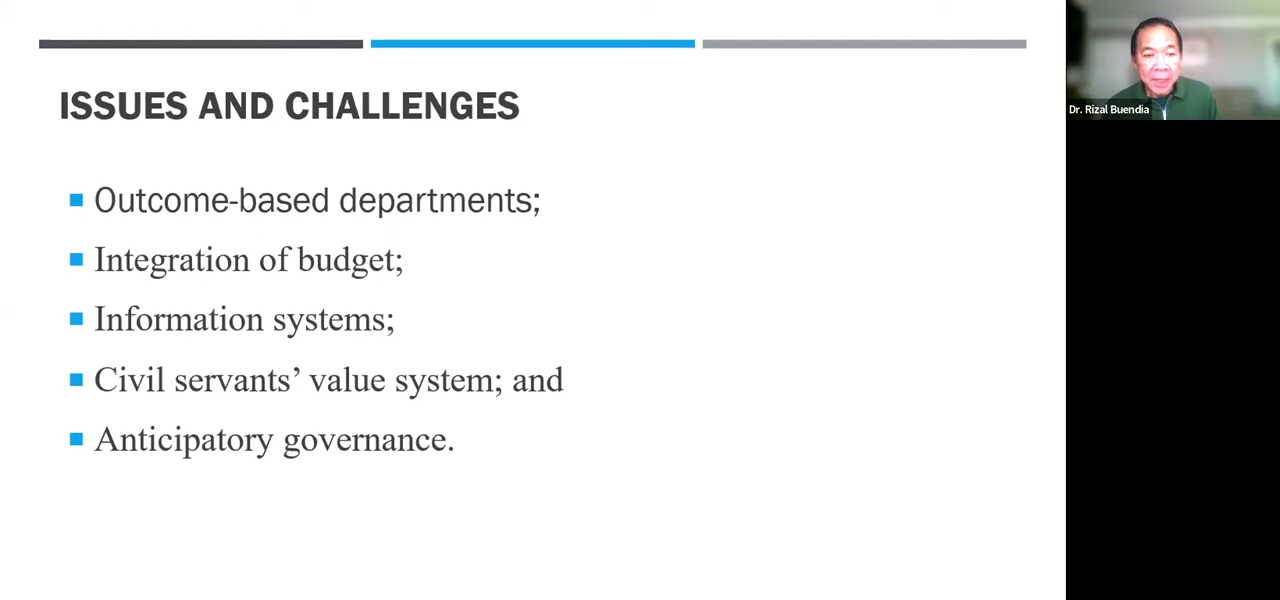 ISSUES AND CHALLENGES
Outcome-based departments;
Integration of budget;
Information systems;
Civil servants’ value system; and
Anticipatory governance.
Dr. Rizal Buendia